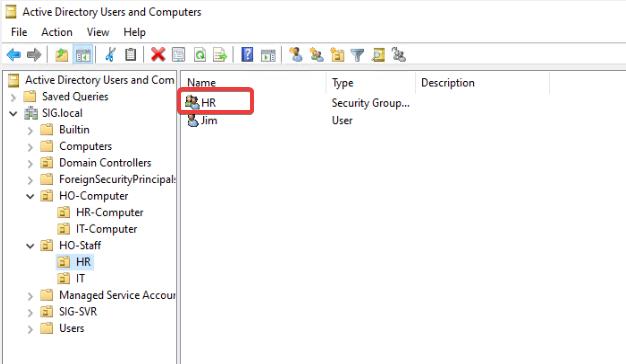 Active Directory Users and Computers
File Action View Help
Active Directory Users and Com
Saved Queries
SIG.local
Builtin
Computers
Domain Controllers
ForeignSecurityPrincipals
HO-Computer
HR-Computer
IT-Computer
HO-Staff
HR
IT
Managed Service Accour
SIG-SVR
Users
Name Type Description
HR Security Group...
Jim User